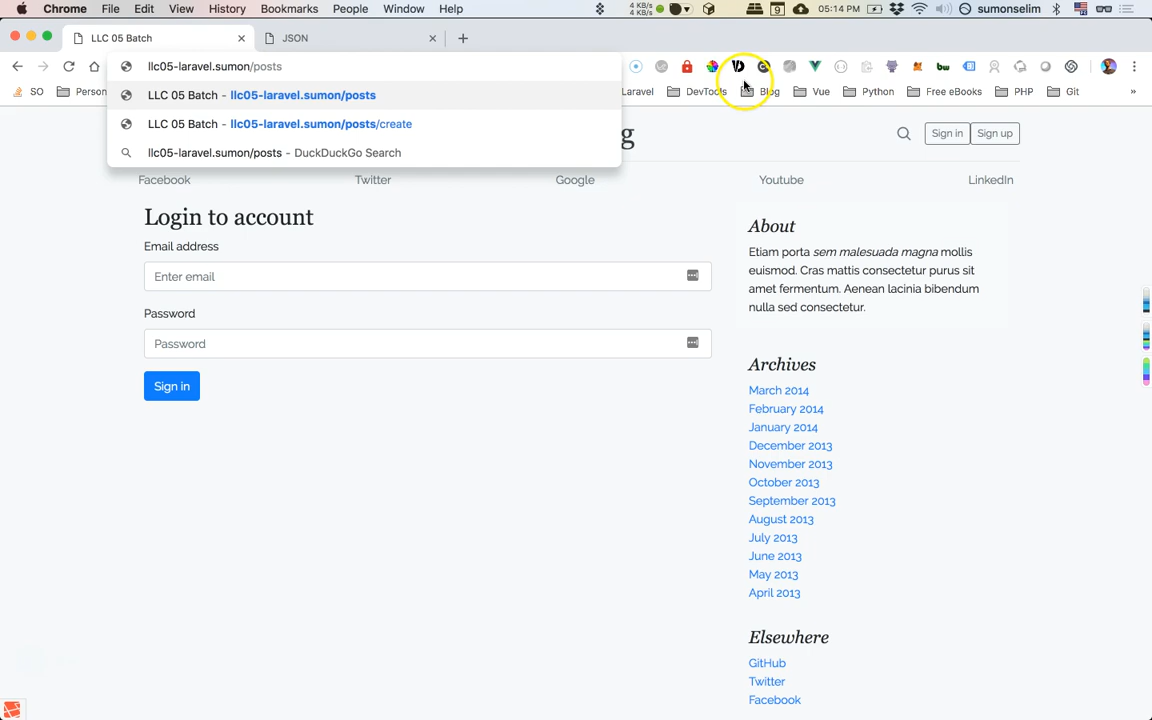 Chrome File Edit View History Bookmarks People Window Help 4 KB/s 4 KB/s 9 05:14 PM sumonselim
LLC 05 Batch JSON
llc05-laravel.sumon/posts
SO Person Laravel DevTools Blog Vue Python Free eBooks PHP Git »
LLC 05 Batch - llc05-laravel.sumon/posts
LLC 05 Batch - llc05-laravel.sumon/posts/create
llc05-laravel.sumon/posts - DuckDuckGo Search
g Sign in Sign up
Facebook Twitter Google Youtube LinkedIn
Login to account
Email address
Enter email
Password
Password
Sign in
About
Etiam porta sem malesuada magna mollis
euismod. Cras mattis consectetur purus sit
amet fermentum. Aenean lacinia bibendum
nulla sed consectetur.
Archives
March 2014
February 2014
January 2014
December 2013
November 2013
October 2013
September 2013
August 2013
July 2013
June 2013
May 2013
April 2013
Elsewhere
GitHub
Twitter
Facebook